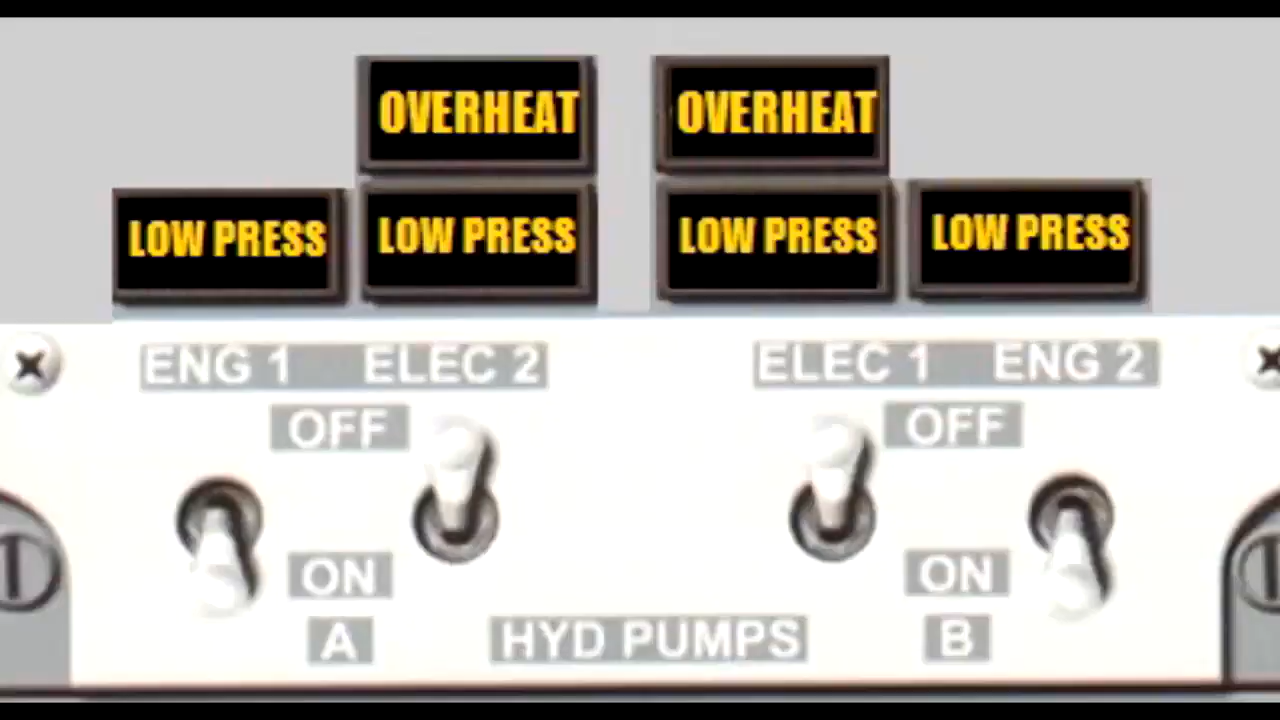 OVERHEAT OVERHEAT
LOW PRESS LOW PRESS LOW PRESS LOW PRESS
ENG 1 ELEC 2 ELEC 1 ENG 2
OFF OFF
ON ON
A HYD PUMPS B